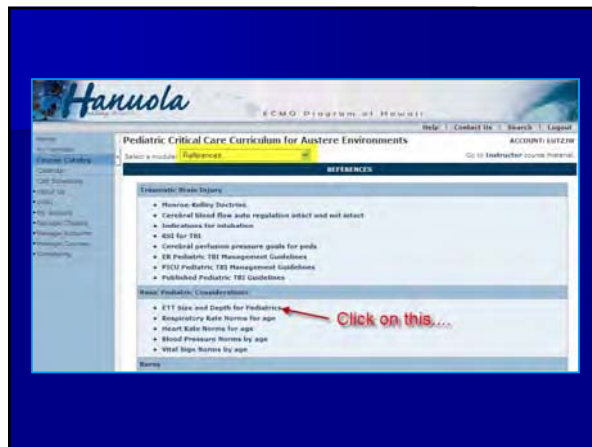 Hanuola
ECMO Program of Hawaii
Help | Contact Us | Search | Logout
Pediatric Critical Care Curriculum for Austere Environments
ACCOUNT: LUTZJW
Select a module: References
Go to Instructor course material.
REFERENCES
Home
Course Catalog
Calendar
About Us
Traumatic Brain Injury
• Monroe-Kelley Doctrine
• Cerebral blood flow auto regulation intact and not intact
• Indications for intubation
• RSI for TBI
• Cerebral perfusion pressure goals for peds
• ER Pediatric TBI Management Guidelines
• PICU Pediatric TBI Management Guidelines
• Published Pediatric TBI Guidelines
Basic Pediatric Considerations
• ETT Size and Depth for Pediatrics
Click on this....
• Respiratory Rate Norms for age
• Heart Rate Norms for age
• Blood Pressure Norms by age
• Vital Sign Norms by age
Burns